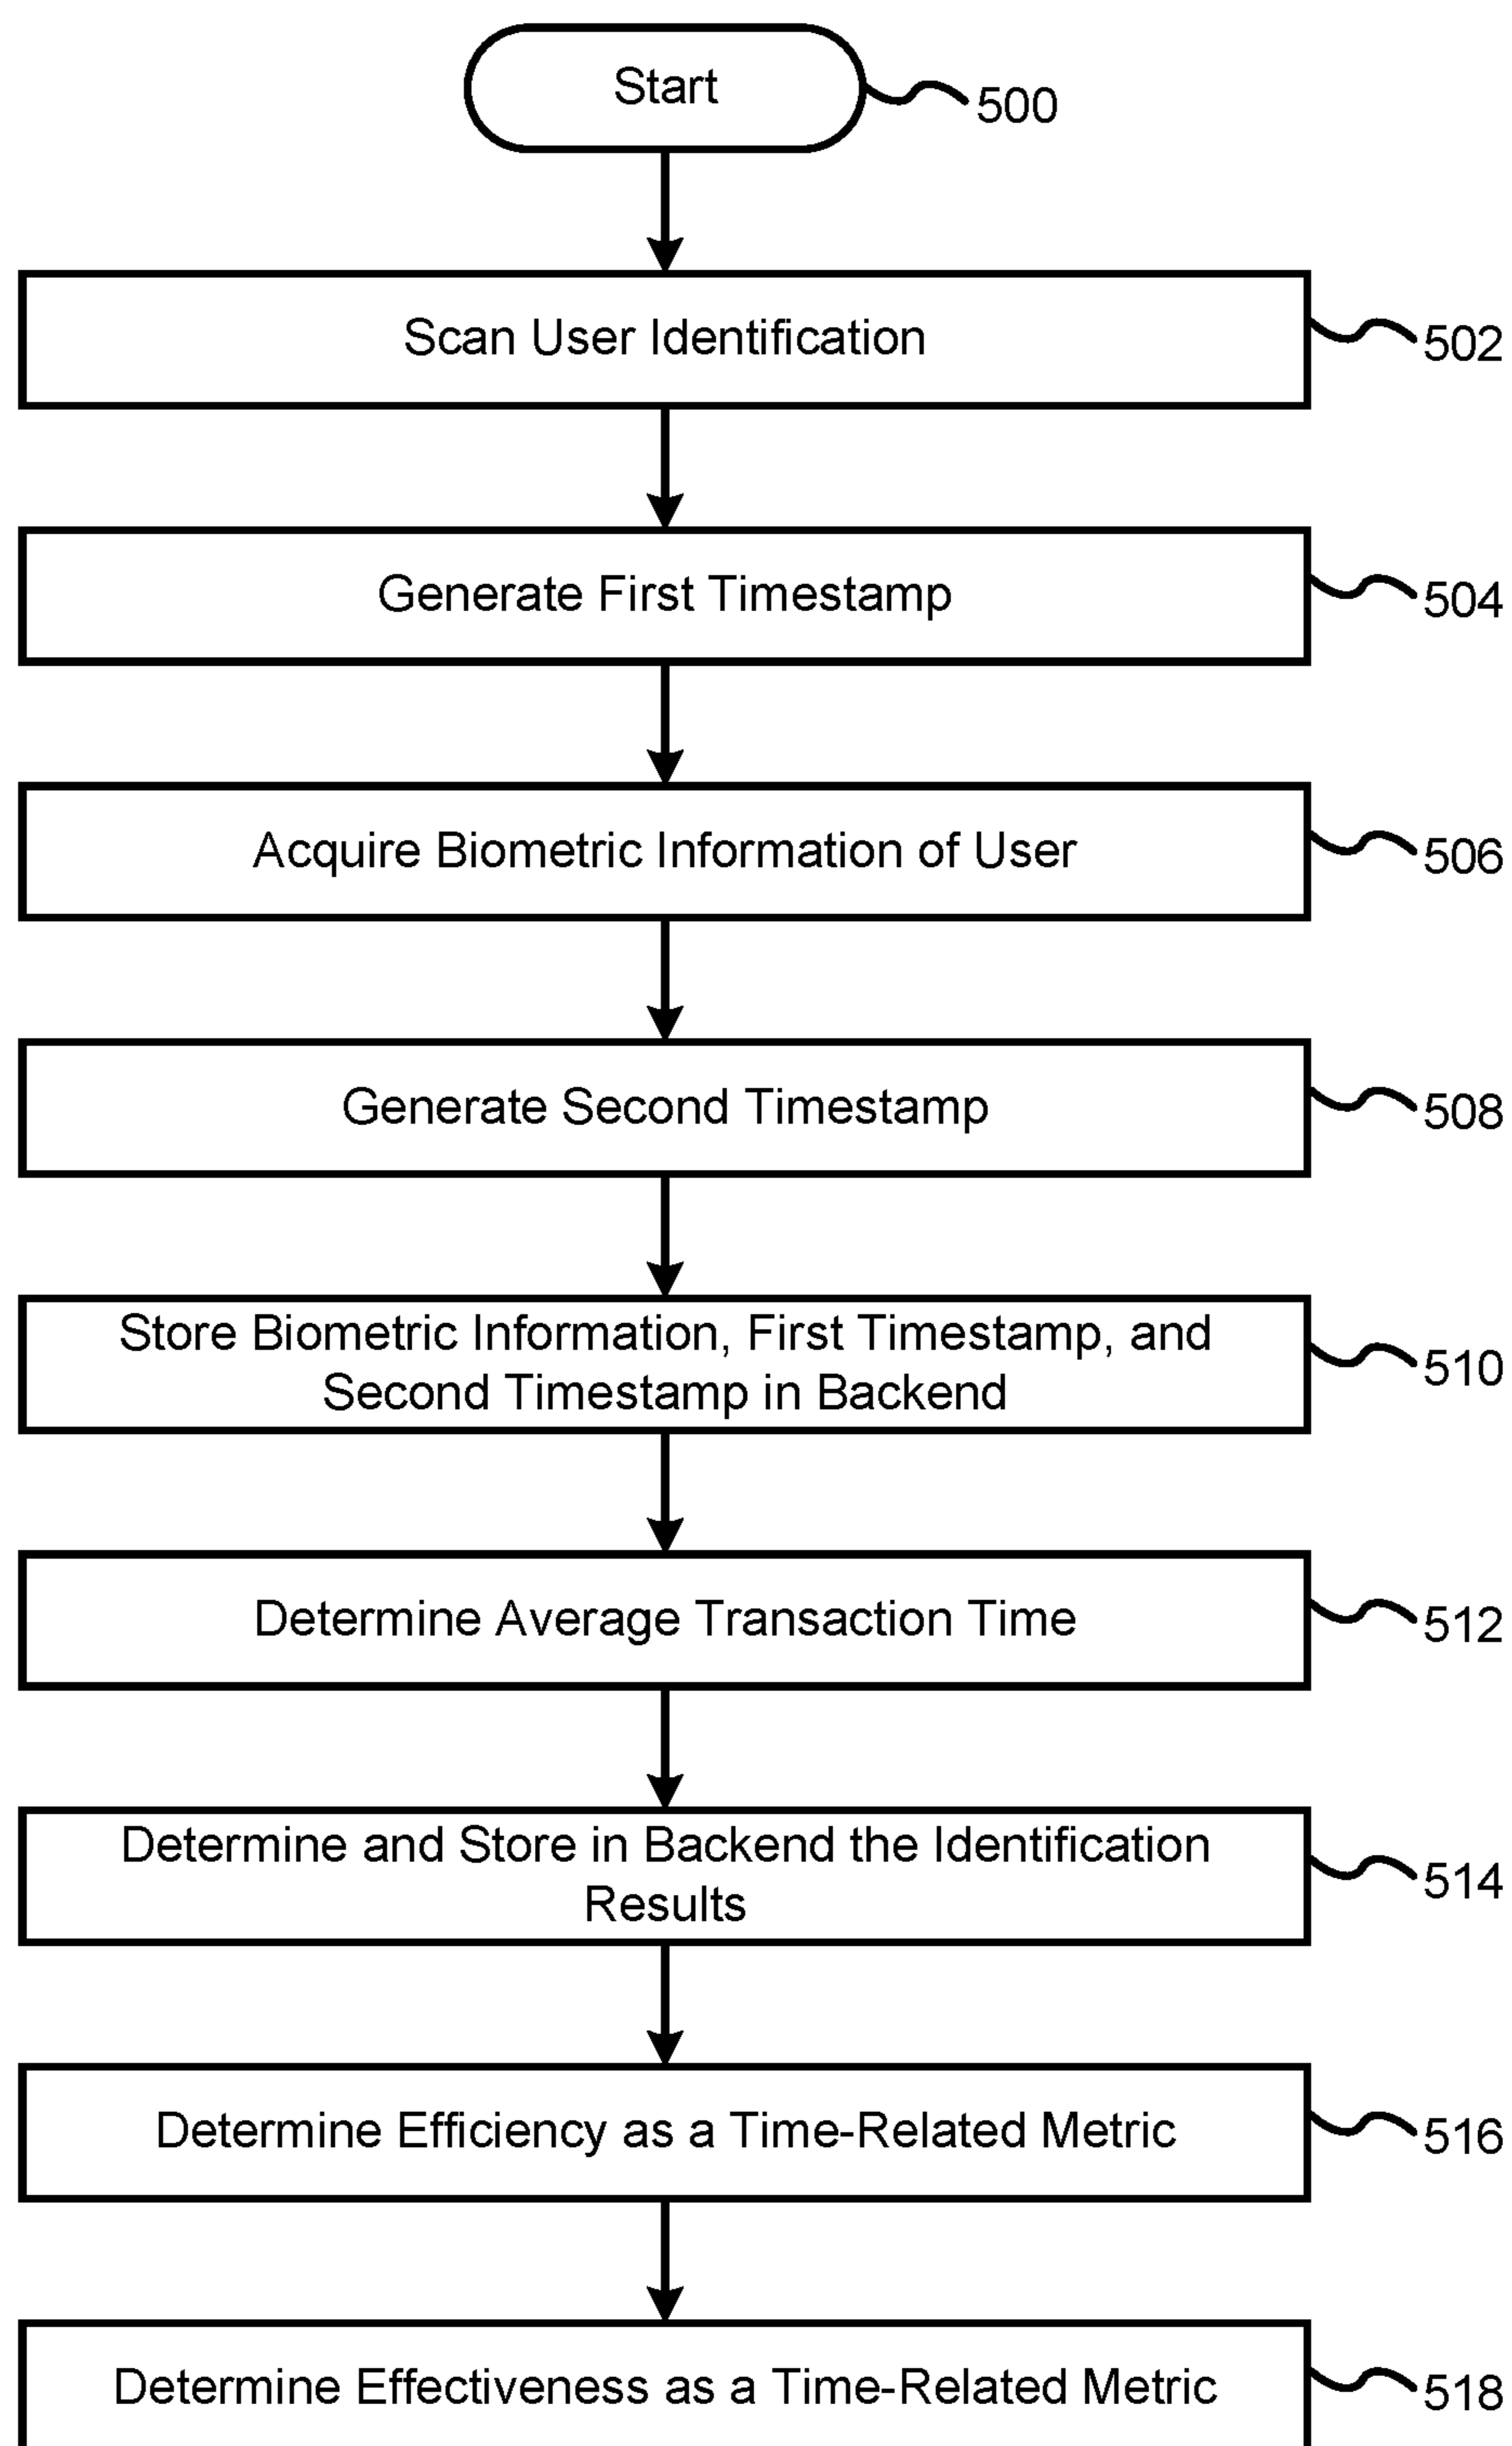 Start
500
Scan User Identification
502
Generate First Timestamp
504
Acquire Biometric Information of User
506
Generate Second Timestamp
508
Store Biometric Information, First Timestamp, and
Second Timestamp in Backend
510
Determine Average Transaction Time
512
Determine and Store in Backend the Identification
Results
514
Determine Efficiency as a Time-Related Metric
516
Determine Effectiveness as a Time-Related Metric
518